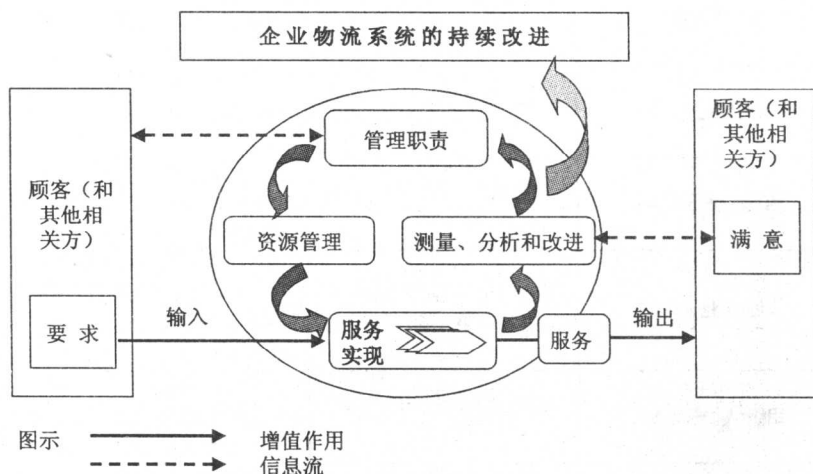 企业物流系统的持续改进
顾客（和
其他相
关方）
要 求
输入
管理职责
资源管理
测量、分析和改进
服务
实现
服务
输出
顾客（和
其他相
关方）
满 意
图示
增值作用
信息流